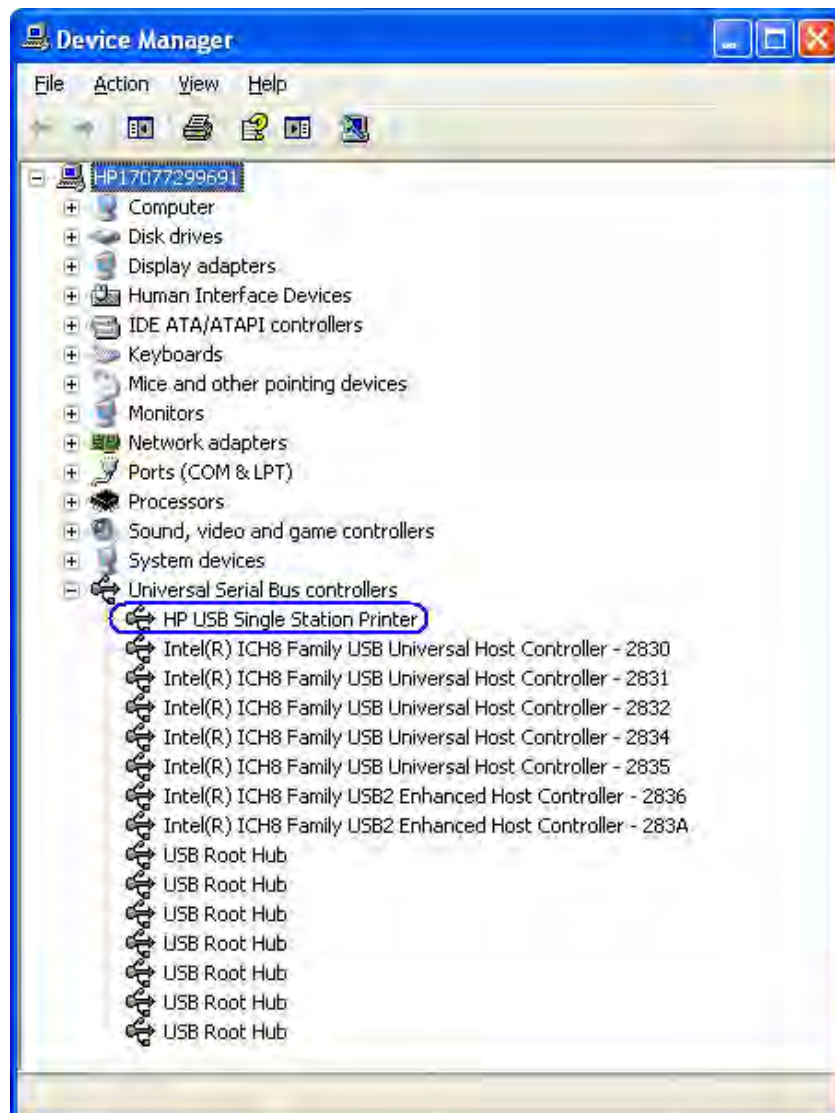 Device Manager
File Action View Help
HP17077299691
Computer
Disk drives
Display adapters
Human Interface Devices
IDE ATA/ATAPI controllers
Keyboards
Mice and other pointing devices
Monitors
Network adapters
Ports (COM & LPT)
Processors
Sound, video and game controllers
System devices
Universal Serial Bus controllers
HP USB Single Station Printer
Intel(R) ICH8 Family USB Universal Host Controller - 2830
Intel(R) ICH8 Family USB Universal Host Controller - 2831
Intel(R) ICH8 Family USB Universal Host Controller - 2832
Intel(R) ICH8 Family USB Universal Host Controller - 2834
Intel(R) ICH8 Family USB Universal Host Controller - 2835
Intel(R) ICH8 Family USB2 Enhanced Host Controller - 2836
Intel(R) ICH8 Family USB2 Enhanced Host Controller - 283A
USB Root Hub
USB Root Hub
USB Root Hub
USB Root Hub
USB Root Hub
USB Root Hub
USB Root Hub